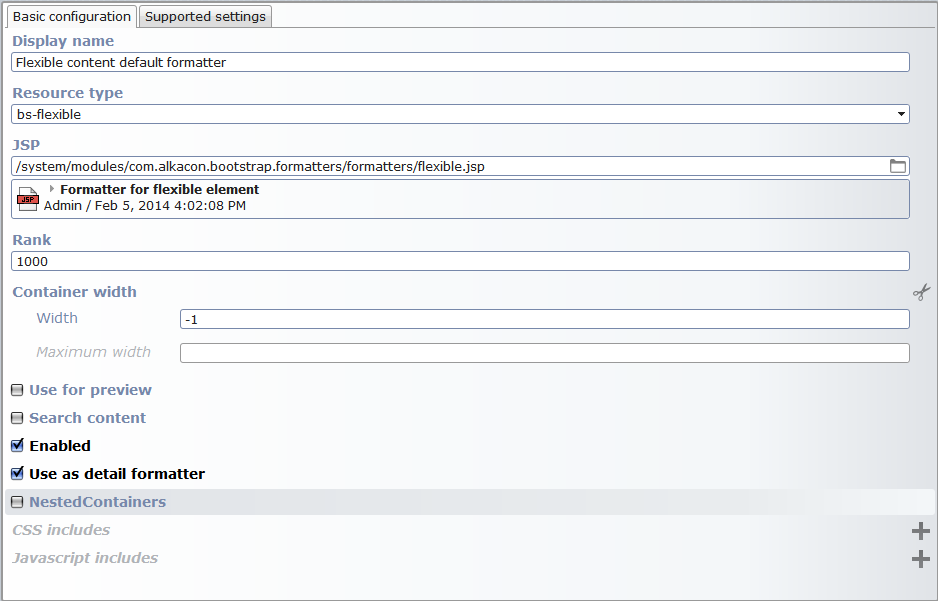 Basic configuration
Supported settings
Display name
Flexible content default formatter
Resource type
bs-flexible
JSP
/system/modules/com.alkacon.bootstrap.formatters/formatters/flexible.jsp
Formatter for flexible element
JSP
Admin / Feb 5, 2014 4:02:08 PM
Rank
1000
Container width
Width
-1
Maximum width
Use for preview
Search content
Enabled
Use as detail formatter
NestedContainers
CSS includes
Javascript includes